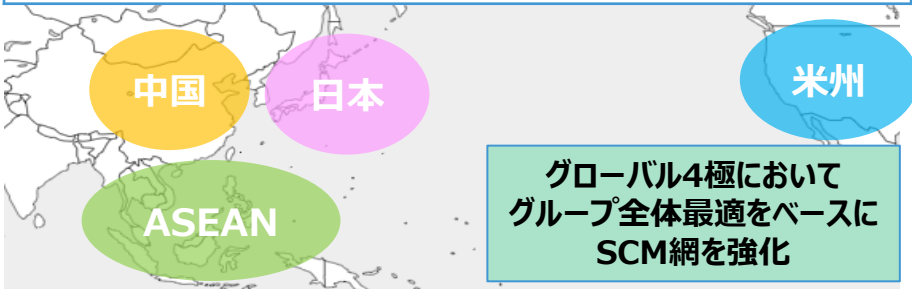 中国
日本
米州
ASEAN
グローバル4極において
グループ全体最適をベースに
SCM網を強化